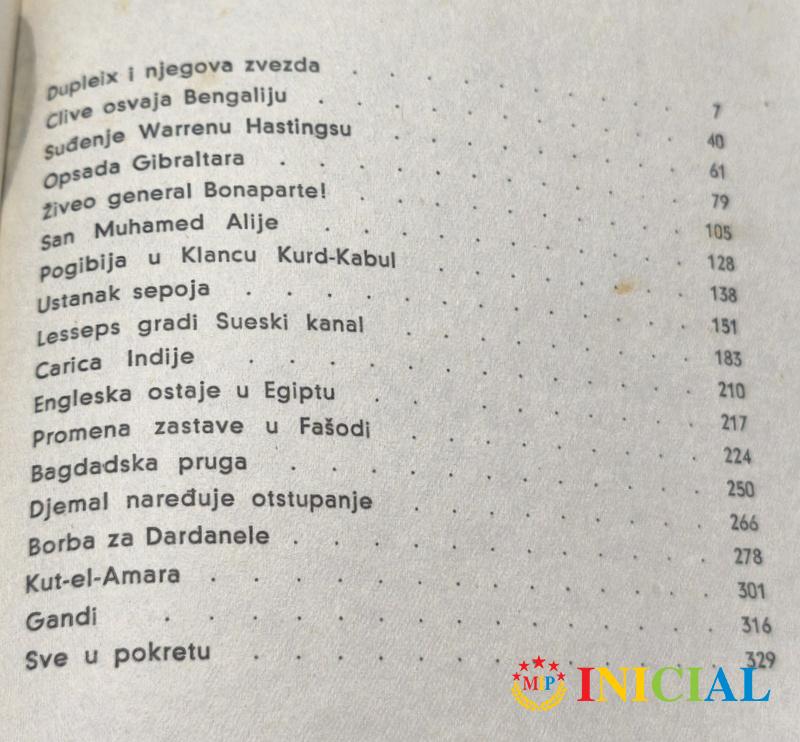 Dupleix i njegova zvezda . . . . . 7
Clive osvaja Bengaliju . . . . . . 40
Suđenje Warrenu Hastingsu . . . . . 61
Opsada Gibraltara . . . . . . 79
Živeo general Bonaparte! . . . . . 105
San Muhamed Alije . . . . . . 128
Pogibija u Klancu Kurd-Kabul . . . . 138
Ustanak sepoja . . . . . . . 151
Lesseps gradi Sueski kanal . . . . . 183
Carica Indije . . . . . . . 210
Engleska ostaje u Egiptu . . . . . 217
Promena zastave u Fašodi . . . . . 224
Bagdadska pruga . . . . . . 250
Djemal naređuje otstupanje . . . . . 266
Borba za Dardanele . . . . . . 278
Kut-el-Amara . . . . . . . 301
Gandi . . . . . . . . 316
Sve u pokretu . . . . . . . 329
MIP INICIAL